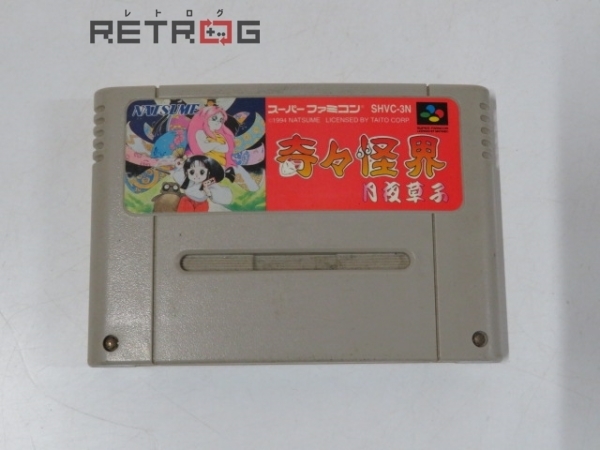 レトログ
RETROG
NATSUME
スーパーファミコン SHVC-3N
©1994 NATSUME LICENSED BY TAITO CORP.
奇々怪界
月夜草子